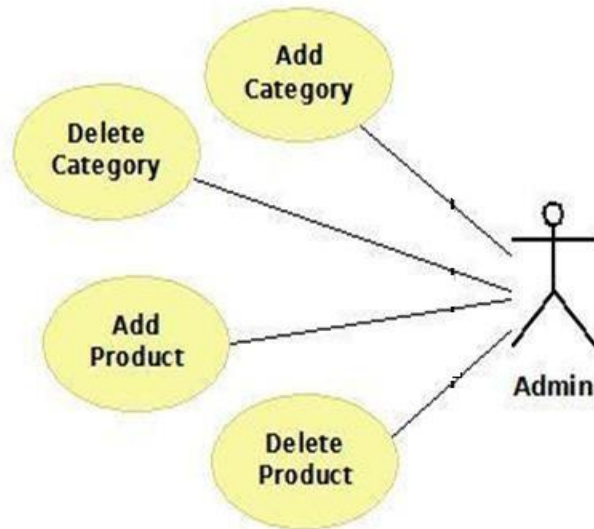 Add
Category
Delete
Category
Add
Product
Delete
Product
Admin